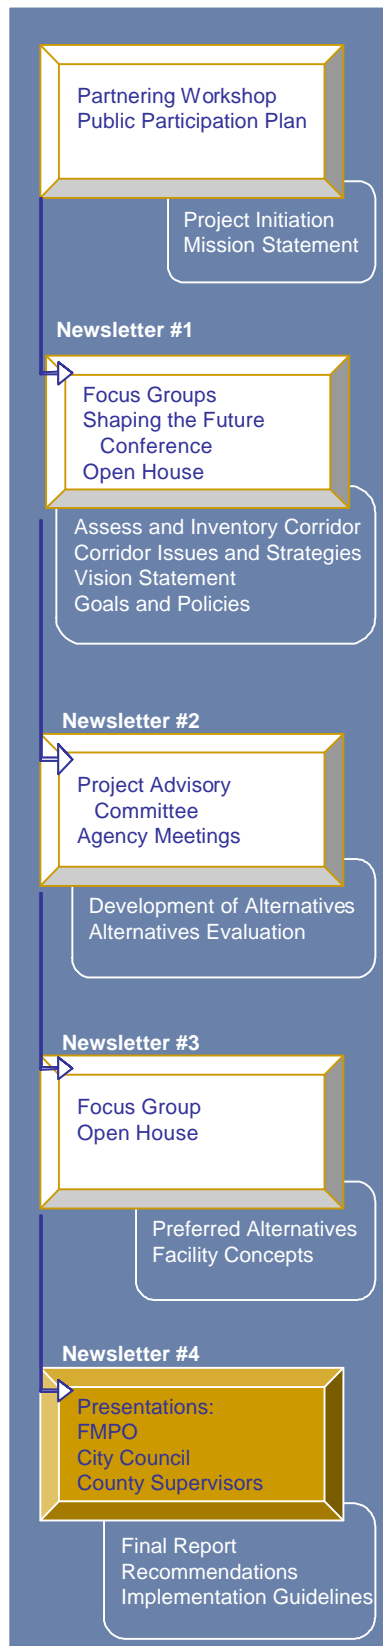 Partnering Workshop
Public Participation Plan
Project Initiation
Mission Statement
Newsletter #1
Focus Groups
Shaping the Future
Conference
Open House
Assess and Inventory Corridor
Corridor Issues and Strategies
Vision Statement
Goals and Policies
Newsletter #2
Project Advisory
Committee
Agency Meetings
Development of Alternatives
Alternatives Evaluation
Newsletter #3
Focus Group
Open House
Preferred Alternatives
Facility Concepts
Newsletter #4
Presentations:
FMPO
City Council
County Supervisors
Final Report
Recommendations
Implementation Guidelines